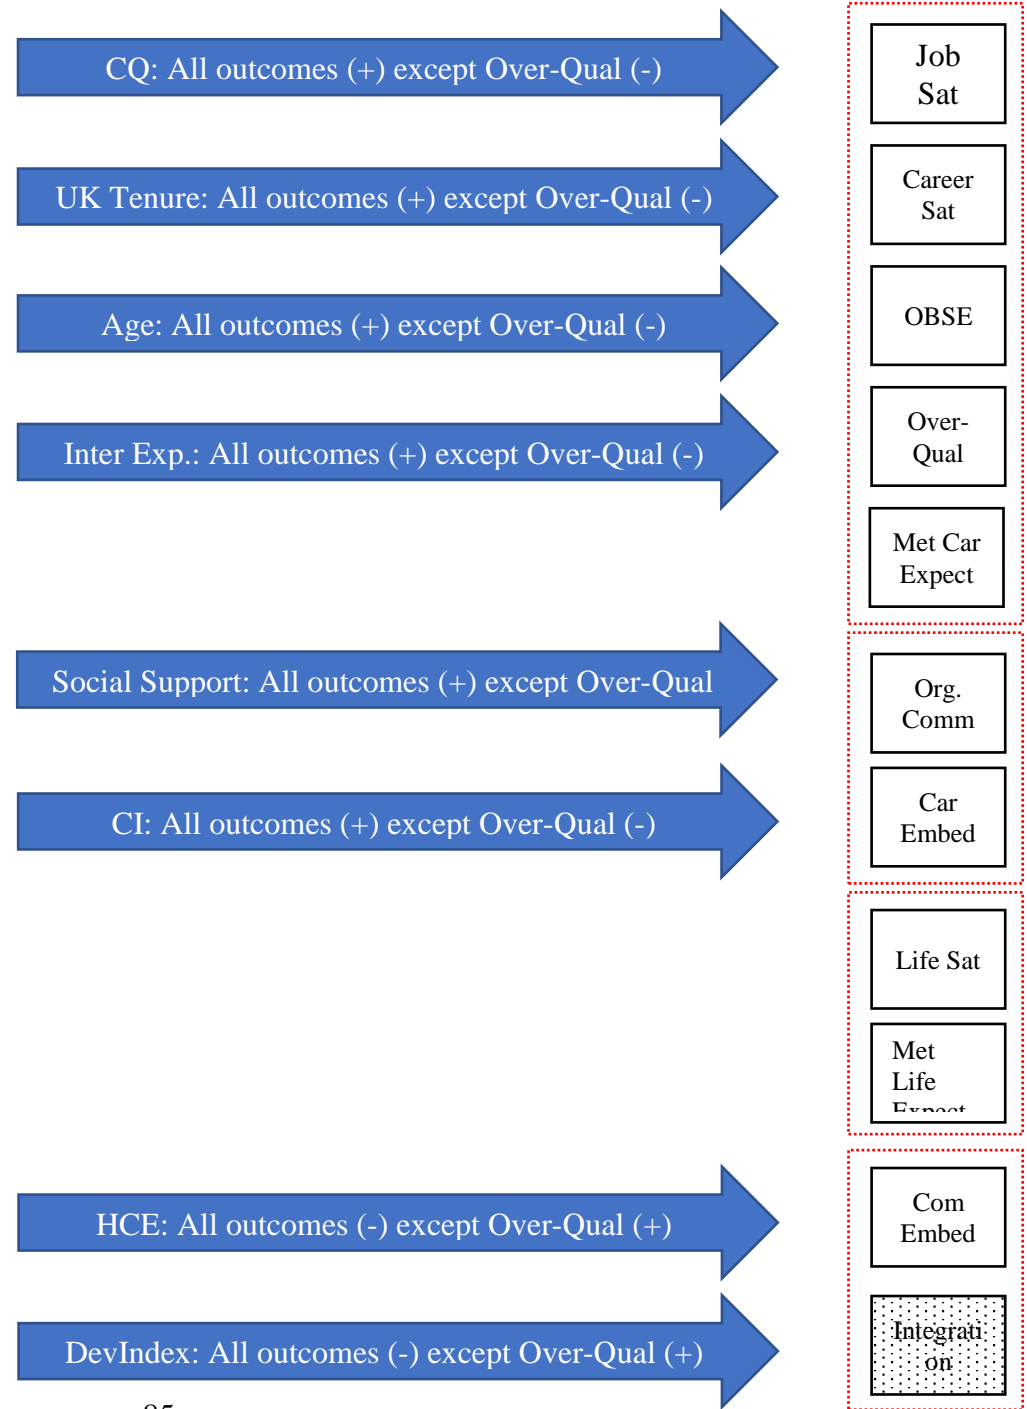 CQ: All outcomes (+) except Over-Qual (-)
UK Tenure: All outcomes (+) except Over-Qual (-)
Age: All outcomes (+) except Over-Qual (-)
Inter Exp.: All outcomes (+) except Over-Qual (-)
Social Support: All outcomes (+) except Over-Qual
CI: All outcomes (+) except Over-Qual (-)
HCE: All outcomes (-) except Over-Qual (+)
DevIndex: All outcomes (-) except Over-Qual (+)
Job
Sat
Career
Sat
OBSE
Over-
Qual
Met Car
Expect
Org.
Comm
Car
Embed
Life Sat
Met
Life
Expect
Com
Embed
Integrati
on